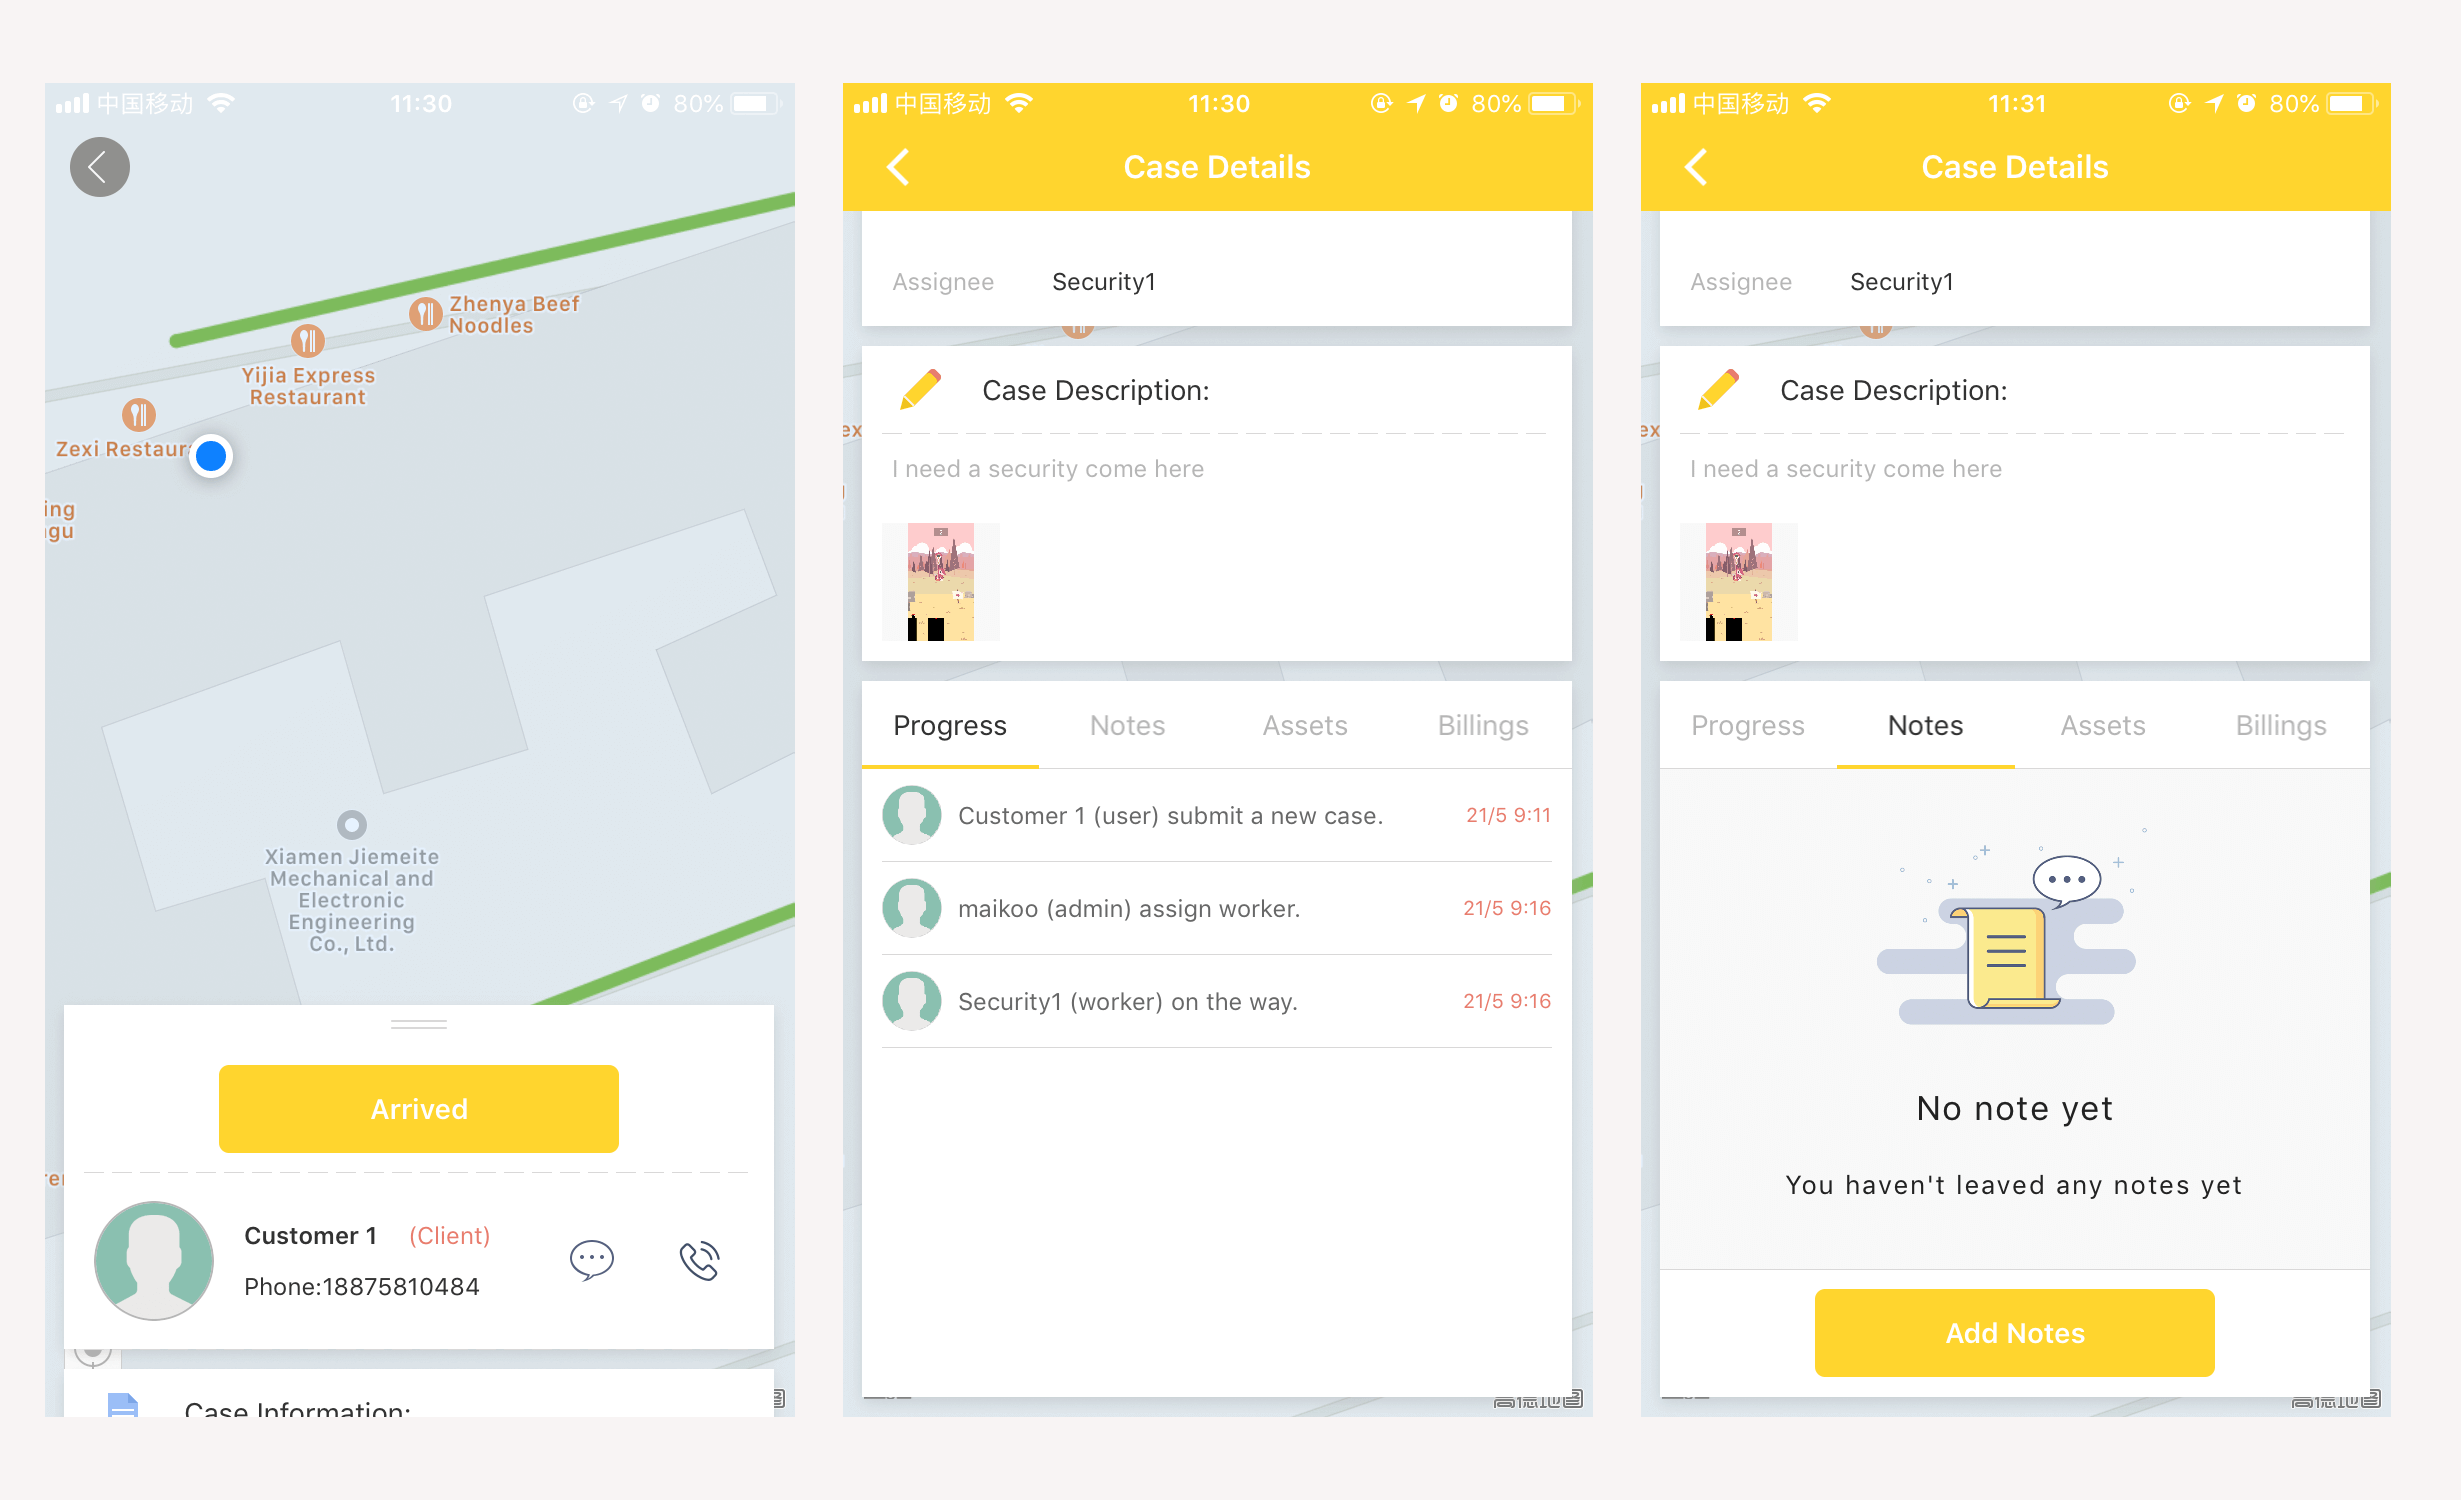 中国移动
11:30
80%
Zhenya Beef
Noodles
Yijia Express
Restaurant
Zexi Restaur
ing
gu
Xiamen Jiemeite
Mechanical and
Electronic
Engineering
Co., Ltd.
Arrived
Customer 1 (Client)
Phone:18875810484
Case Information:
中国移动
11:30
80%
Case Details
Assignee Security1
Case Description:
I need a security come here
Progress Notes Assets Billings
Customer 1 (user) submit a new case. 21/5 9:11
maikoo (admin) assign worker. 21/5 9:16
Security1 (worker) on the way. 21/5 9:16
中国移动
11:31
80%
Case Details
Assignee Security1
Case Description:
I need a security come here
Progress Notes Assets Billings
No note yet
You haven't leaved any notes yet
Add Notes